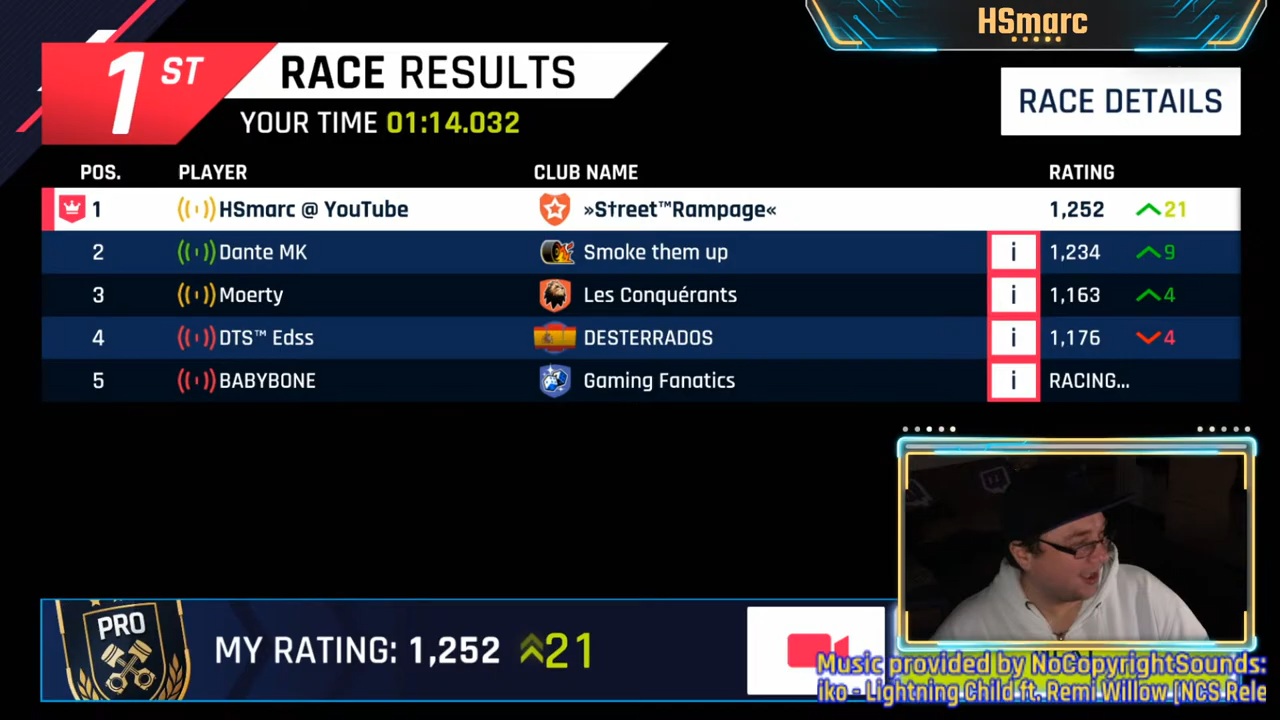 HSmarc
1ST
RACE RESULTS
YOUR TIME 01:14.032
RACE DETAILS
POS. PLAYER CLUB NAME RATING
1 HSmarc @ YouTube »Street™Rampage« 1,252 21
2 Dante MK Smoke them up i 1,234 9
3 Moerty Les Conquérants i 1,163 4
4 DTS™ Edss DESTERRADOS i 1,176 4
5 BABYBONE Gaming Fanatics i RACING...
PRO
MY RATING: 1,252 21
Music provided by NoCopyrightSounds:
iko - Lightning Child ft. Remi Willow [NCS Rele